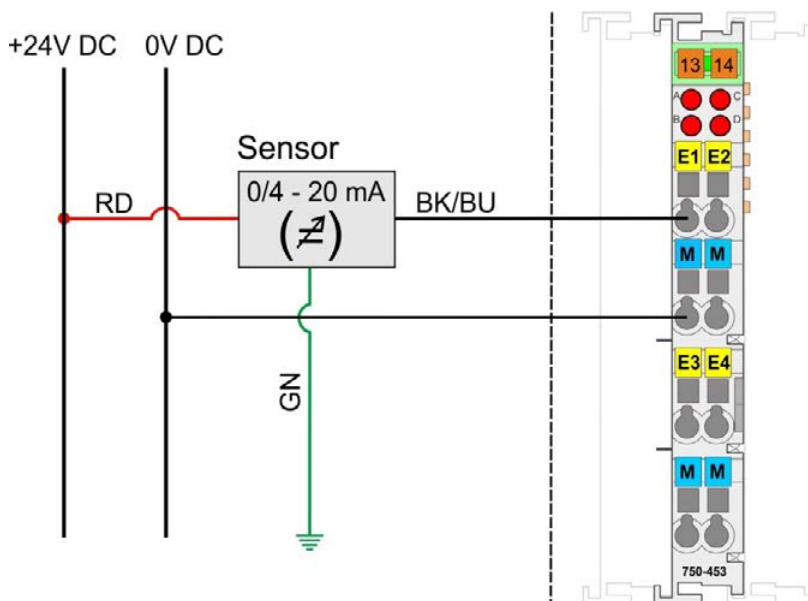 +24V DC 0V DC
13 14
A C
B D
Sensor
E1 E2
0/4 - 20 mA
RD
BK/BU
M M
E3 E4
GN
M M
750-453